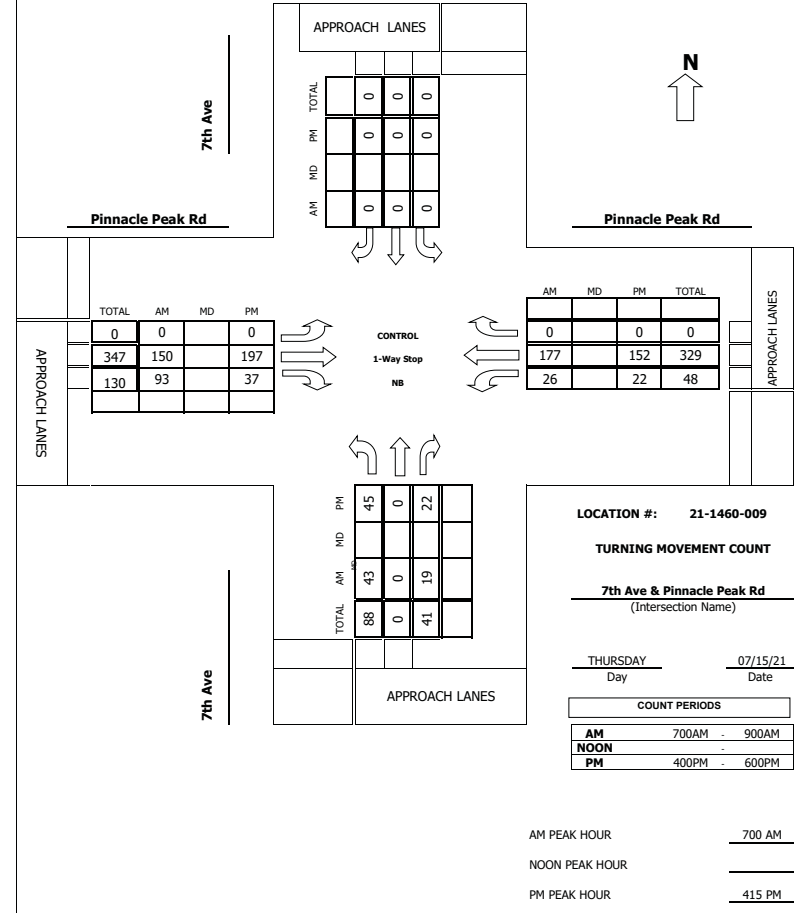 APPROACH LANES
N
7th Ave
TOTAL 0 0 0
PM 0 0 0
MD
AM 0 0 0
Pinnacle Peak Rd
Pinnacle Peak Rd
TOTAL AM MD PM
0 0 0
347 150 197
130 93 37
APPROACH LANES
CONTROL
1-Way Stop
NB
AM MD PM TOTAL
0 0 0
177 152 329
26 22 48
APPROACH LANES
PM 45 0 22
MD
MD
AM 43 0 19
TOTAL 88 0 41
APPROACH LANES
7th Ave
LOCATION #: 21-1460-009
TURNING MOVEMENT COUNT
7th Ave & Pinnacle Peak Rd
(Intersection Name)
THURSDAY 07/15/21
Day Date
COUNT PERIODS
AM 700AM - 900AM
NOON -
PM 400PM - 600PM
AM PEAK HOUR 700 AM
NOON PEAK HOUR
PM PEAK HOUR 415 PM